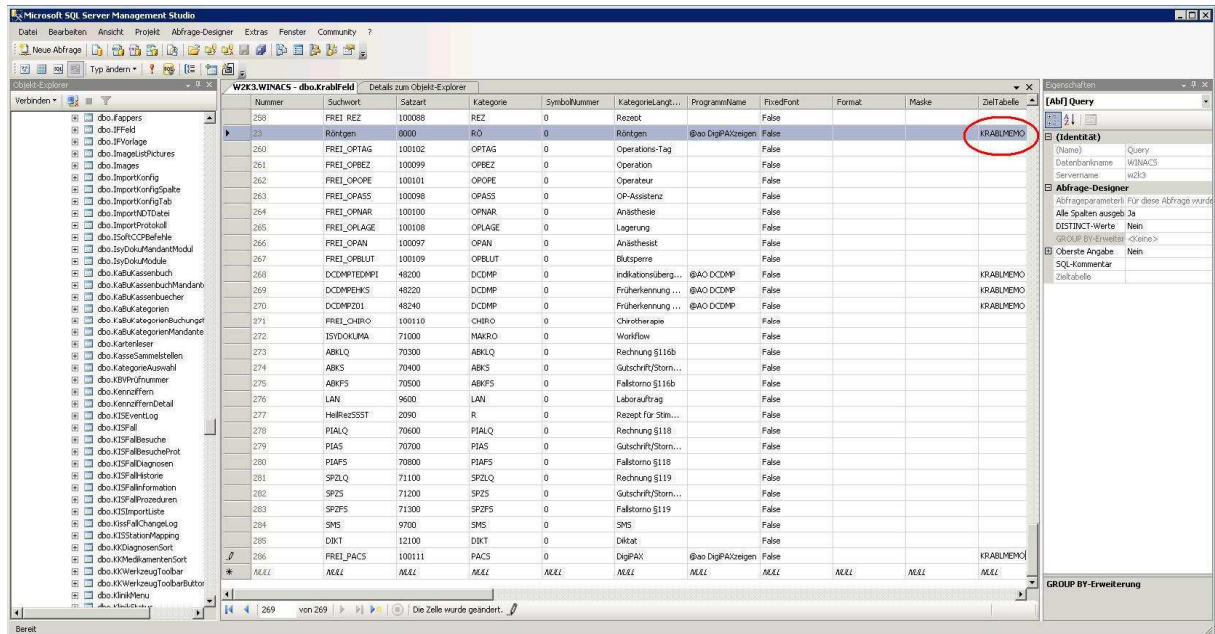 Microsoft SQL Server Management Studio
Datei Bearbeiten Ansicht Projekt Abfrage-Designer Extras Fenster Community ?
Neue Abfrage
Typ ändern
Objekt-Explorer
Verbinden
dbo.IFFeld
dbo.IFVorlage
dbo.ImageListPictures
dbo.Images
dbo.ImportKonfig
dbo.ImportKonfigSpalte
dbo.ImportKonfigTab
dbo.ImportNDTDatei
dbo.ImportProtokoll
dbo.ISoftCCPBefehle
dbo.IsyDokuMandantModul
dbo.IsyDokuModule
dbo.KaBuKassenbuch
dbo.KaBuKassenbuchMandant
dbo.KaBuKassenbuecher
dbo.KaBuKategorien
dbo.KaBuKategorienBuchungst
dbo.KaBuKategorienMandante
dbo.Kartenleser
dbo.KasseSammelstellen
dbo.KategorieAuswahl
dbo.KBVPrüfnummer
dbo.Kennziffern
dbo.KennziffernDetail
dbo.KISEventLog
dbo.KISFall
dbo.KISFallBesuche
dbo.KISFallBesucheProt
dbo.KISFallDiagnosen
dbo.KISFallHistorie
dbo.KISFallinformation
dbo.KISFallProzeduren
dbo.KISImportListe
dbo.KissFallChangeLog
dbo.KISStationMapping
dbo.KKDiagnosenSort
dbo.KKMedikamentenSort
dbo.KKWerkzeugToolbar
dbo.KKWerkzeugToolbarButtor
dbo.KlinikMenu
W2K3.WINACS - dbo.KrablFeld Details zum Objekt-Explorer
Nummer Suchwort Satzart Kategorie SymbolNummer KategorieLangt... ProgrammName FixedFont Format Maske ZielTabelle
258 FREI_REZ 100088 REZ 0 Rezept False
23 Röntgen 8000 RÖ 0 Röntgen @ao DigiPAXzeigen False KRABLMEMO
260 FREI_OPTAG 100102 OPTAG 0 Operations-Tag False
261 FREI_OPBEZ 100099 OPBEZ 0 Operation False
262 FREI_OPOPE 100101 OPOPE 0 Operateur False
263 FREI_OPASS 100098 OPASS 0 OP-Assistenz False
264 FREI_OPNAR 100100 OPNAR 0 Anästhesie False
265 FREI_OPLAGE 100108 OPLAGE 0 Lagerung False
266 FREI_OPAN 100097 OPAN 0 Anästhesist False
267 FREI_OPBLUT 100109 OPBLUT 0 Blutsperre False
268 DCDMPTEDMPI 48200 DCDMP 0 indikationsüberg... @AO DCDMP False KRABLMEMO
269 DCDMPEHKS 48220 DCDMP 0 Früherkennung ... @AO DCDMP False KRABLMEMO
270 DCDMPZ01 48240 DCDMP 0 Früherkennung ... @AO DCDMP False KRABLMEMO
271 FREI_CHIRO 100110 CHIRO 0 Chirotherapie False
272 ISYDOKUMA 71000 MAKRO 0 Workflow False
273 ABKLQ 70300 ABKLQ 0 Rechnung §116b False
274 ABKS 70400 ABKS 0 Gutschrift/Storn... False
275 ABKFS 70500 ABKFS 0 Fallstorno §116b False
276 LAN 9600 LAN 0 Laborauftrag False
277 HeilRezSSST 2090 R 0 Rezept für Stim... False
278 PIALQ 70600 PIALQ 0 Rechnung §118 False
279 PIAS 70700 PIAS 0 Gutschrift/Storn... False
280 PIAFS 70800 PIAFS 0 Fallstorno §118 False
281 SPZLQ 71100 SPZLQ 0 Rechnung §119 False
282 SPZS 71200 SPZS 0 Gutschrift/Storn... False
283 SPZFS 71300 SPZFS 0 Fallstorno §119 False
284 SMS 9700 SMS 0 SMS False
285 DIKT 12100 DIKT 0 Diktat False
286 FREI_PACS 100111 PACS 0 DigiPAX @ao DigiPAXzeigen False KRABLMEMO
NULL NULL NULL NULL NULL NULL NULL NULL NULL NULL NULL
269 von 269 Die Zelle wurde geändert.
Eigenschaften
[Abf] Query
(Identität)
(Name) Query
Datenbankname WINACS
Servername w2k3
Abfrage-Designer
Abfrageparameterli Für diese Abfrage wurde
Alle Spalten ausgeb Ja
DISTINCT-Werte Nein
GROUP BY-Erweiter <Keine>
Oberste Angabe Nein
SQL-Kommentar
Zieltabelle
GROUP BY-Erweiterung
Bereit